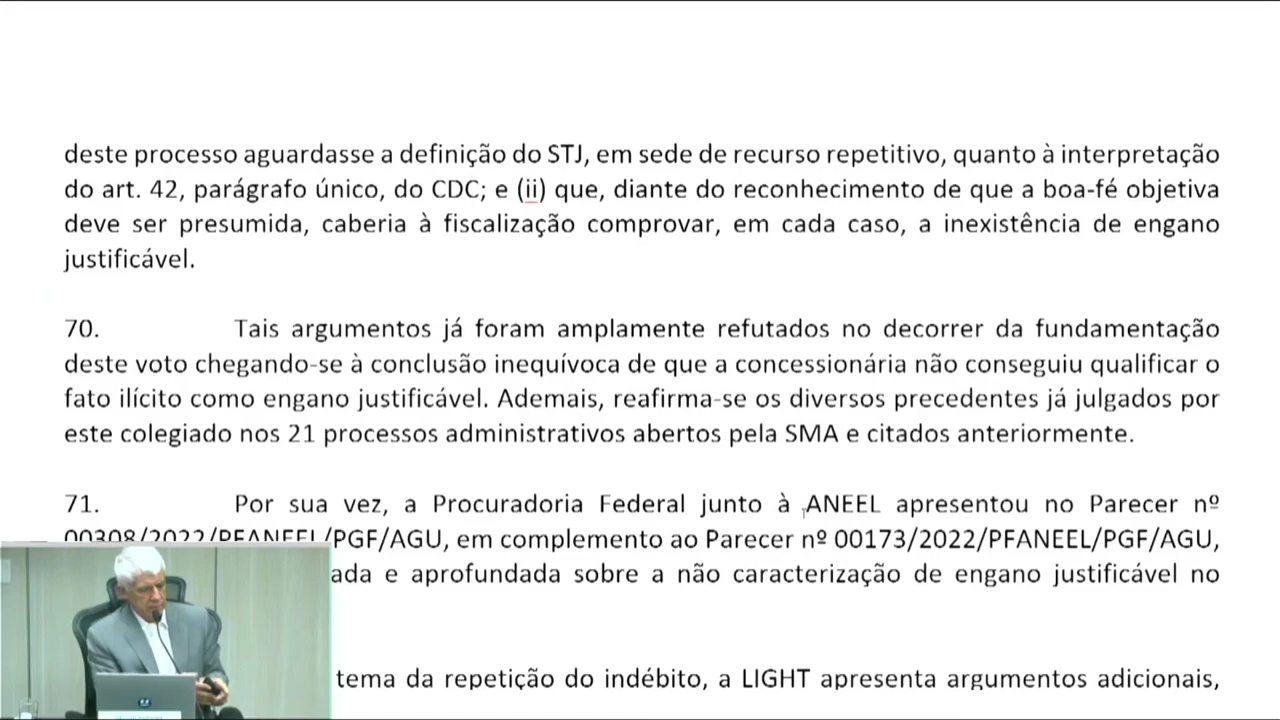 deste processo aguardasse a definição do STJ, em sede de recurso repetitivo, quanto à interpretação
do art. 42, parágrafo único, do CDC; e (ii) que, diante do reconhecimento de que a boa-fé objetiva
deve ser presumida, caberia à fiscalização comprovar, em cada caso, a inexistência de engano
justificável.
70. Tais argumentos já foram amplamente refutados no decorrer da fundamentação
deste voto chegando-se à conclusão inequívoca de que a concessionária não conseguiu qualificar o
fato ilícito como engano justificável. Ademais, reafirma-se os diversos precedentes já julgados por
este colegiado nos 21 processos administrativos abertos pela SMA e citados anteriormente.
71. Por sua vez, a Procuradoria Federal junto à ANEEL apresentou no Parecer nº
00308/2022/PFANEEL/PGF/AGU, em complemento ao Parecer nº 00173/2022/PFANEEL/PGF/AGU,
ada e aprofundada sobre a não caracterização de engano justificável no
tema da repetição do indébito, a LIGHT apresenta argumentos adicionais,